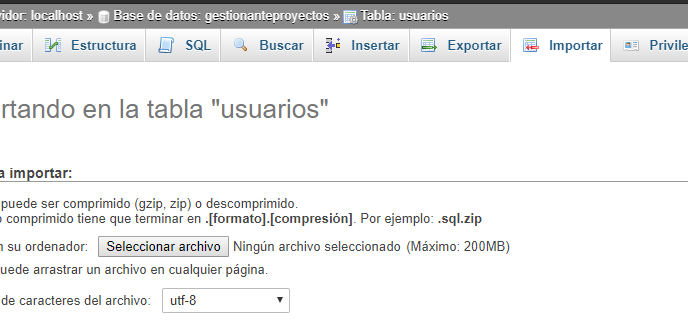 vidor: localhost » Base de datos: gestionanteproyectos » Tabla: usuarios
inar Estructura SQL Buscar Insertar Exportar Importar Privile
rtando en la tabla "usuarios"
a importar:
puede ser comprimido (gzip, zip) o descomprimido.
o comprimido tiene que terminar en .[formato].[compresión]. Por ejemplo: .sql.zip
n su ordenador: Seleccionar archivo Ningún archivo seleccionado (Máximo: 200MB)
uede arrastrar un archivo en cualquier página.
de caracteres del archivo: utf-8